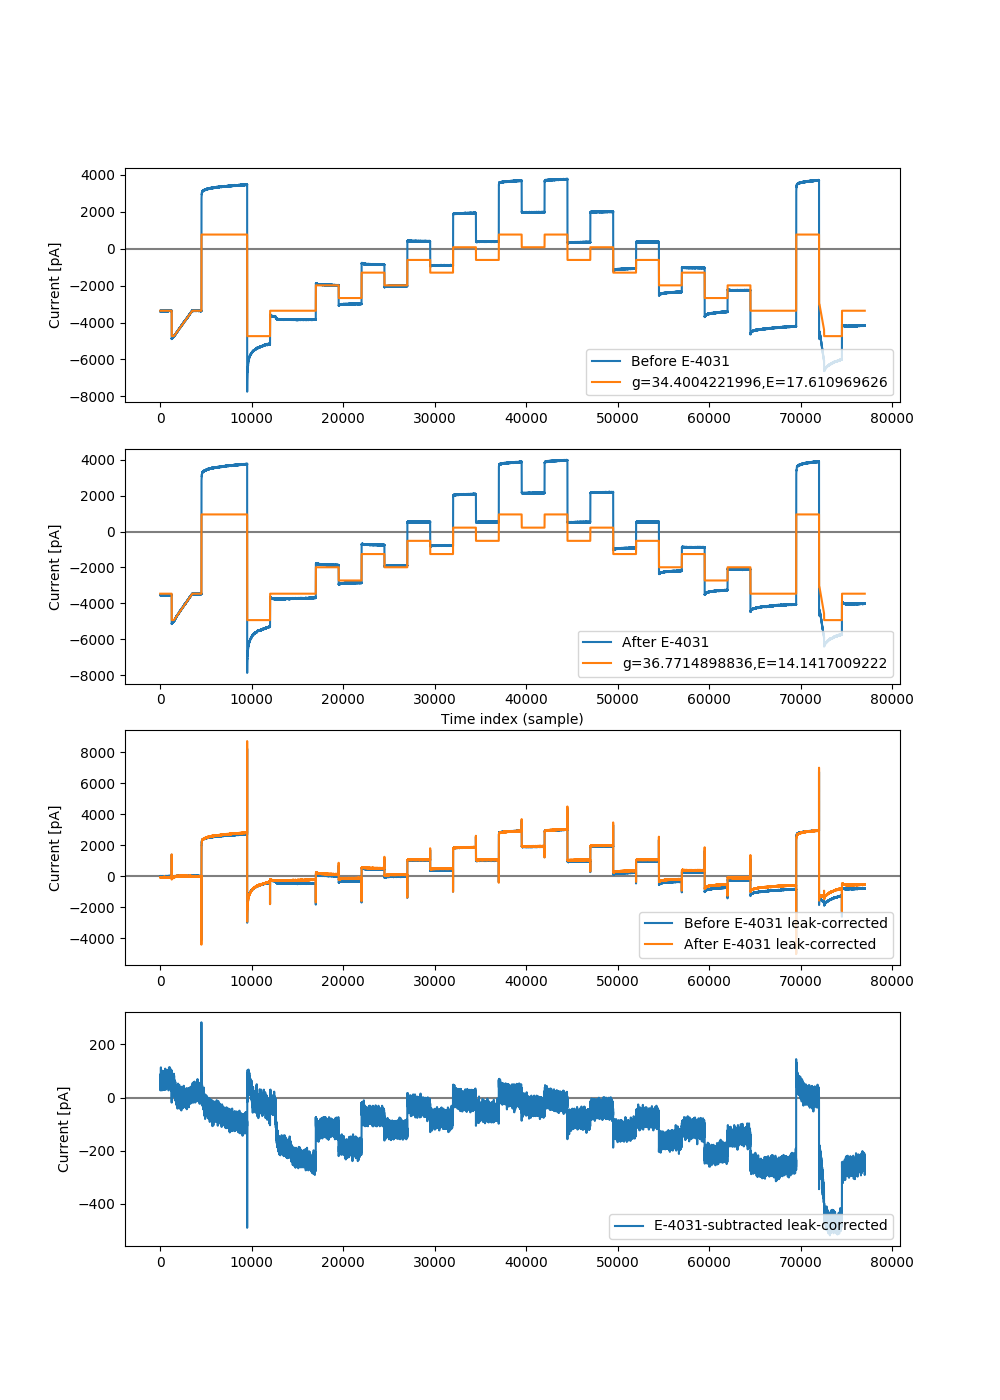 4000
2000
0
−2000
−4000
−6000
−8000
Current [pA]
Before E-4031
g=34.4004221996,E=17.610969626
0 10000 20000 30000 40000 50000 60000 70000 80000
4000
2000
0
−2000
−4000
−6000
−8000
Current [pA]
After E-4031
g=36.7714898836,E=14.1417009222
0 10000 20000 30000 40000 50000 60000 70000 80000
Time index (sample)
8000
6000
4000
2000
0
−2000
−4000
Current [pA]
Before E-4031 leak-corrected
After E-4031 leak-corrected
0 10000 20000 30000 40000 50000 60000 70000 80000
200
0
−200
−400
Current [pA]
E-4031-subtracted leak-corrected
0 10000 20000 30000 40000 50000 60000 70000 80000